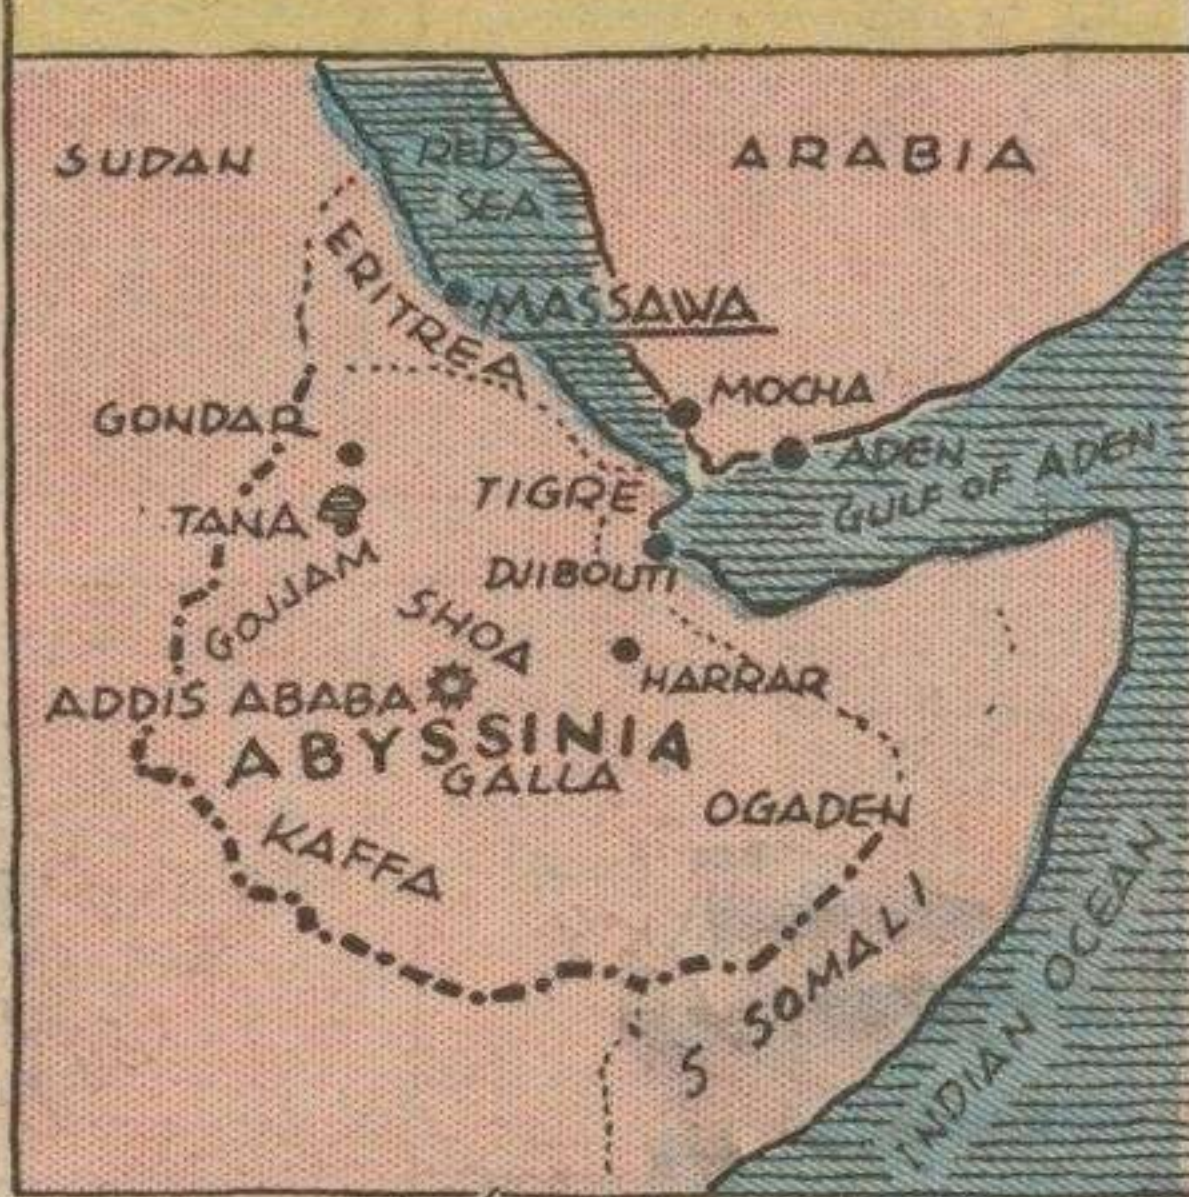 SUDAN
RED
SEA
ARABIA
ERITREA
MASSAWA
MOCHA
GONDAR
ADEN
GULF OF ADEN
TIGRE
TANA
DJIBOUTI
GOJJAM
SHOA
HARRAR
ADDIS ABABA
ABYSSINIA
GALLA
OGADEN
KAFFA
S SOMALI
INDIAN OCEAN